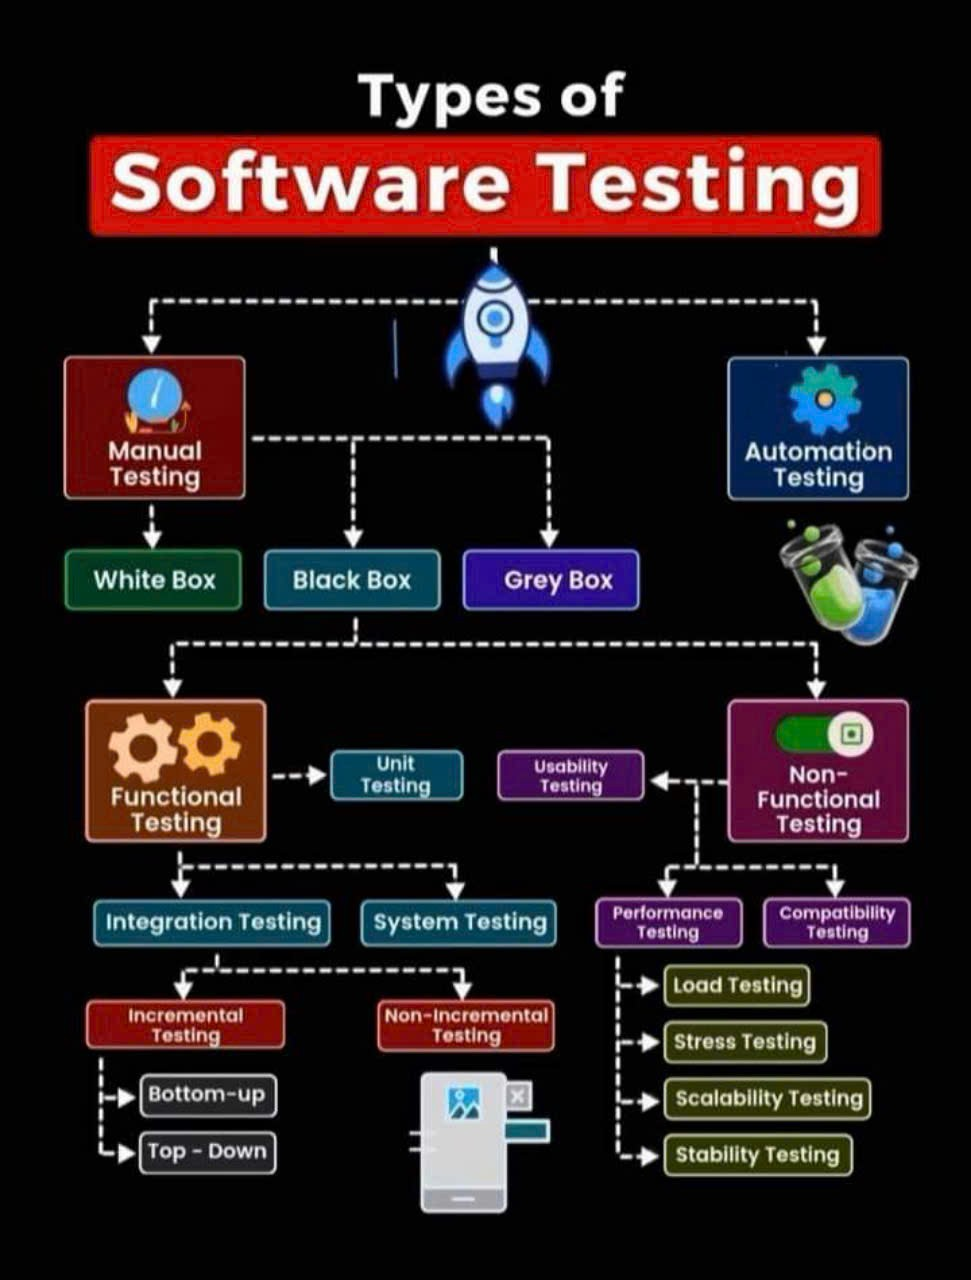 Types of
Software Testing
Manual
Testing
Automation
Testing
White Box
Black Box
Grey Box
Functional
Testing
Unit
Testing
Usability
Testing
Non-
Functional
Testing
Integration Testing
System Testing
Performance
Testing
Compatibility
Testing
Incremental
Testing
Non-Incremental
Testing
Load Testing
Stress Testing
Scalability Testing
Stability Testing
Bottom-up
Top - Down